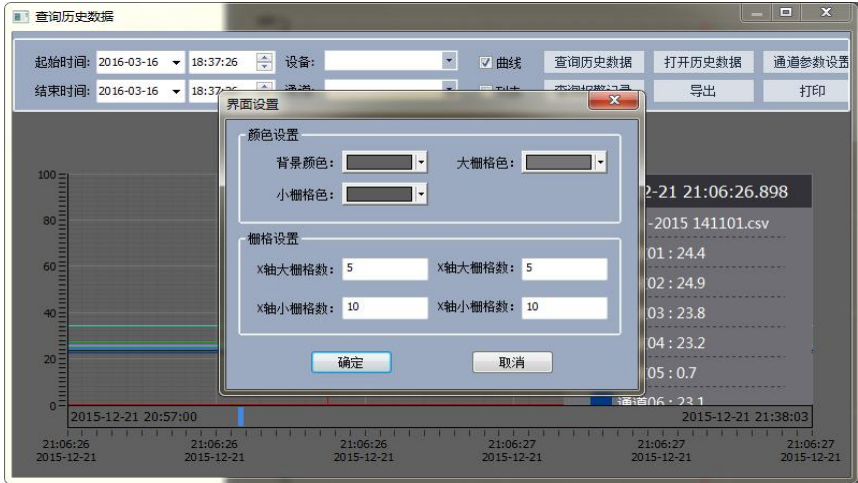 查询历史数据
起始时间: 2016-03-16 18:37:26 设备: 曲线 查询历史数据 打开历史数据 通道参数设置
结束时间: 2016-03-16 18:37:26 导出 打印
界面设置
颜色设置
背景颜色: 大栅格色:
小栅格色:
栅格设置
X轴大栅格数: 5 X轴大栅格数: 5
X轴小栅格数: 10 X轴小栅格数: 10
确定 取消
2-21 21:06:26.898
-2015 141101.csv
01 : 24.4
02 : 24.9
03 : 23.8
04 : 23.2
05 : 0.7
通道06 : 23.1
100
80
60
40
20
0
2015-12-21 20:57:00 2015-12-21 21:38:03
21:06:26 21:06:26 21:06:26 21:06:27 21:06:27 21:06:27
2015-12-21 2015-12-21 2015-12-21 2015-12-21 2015-12-21 2015-12-21